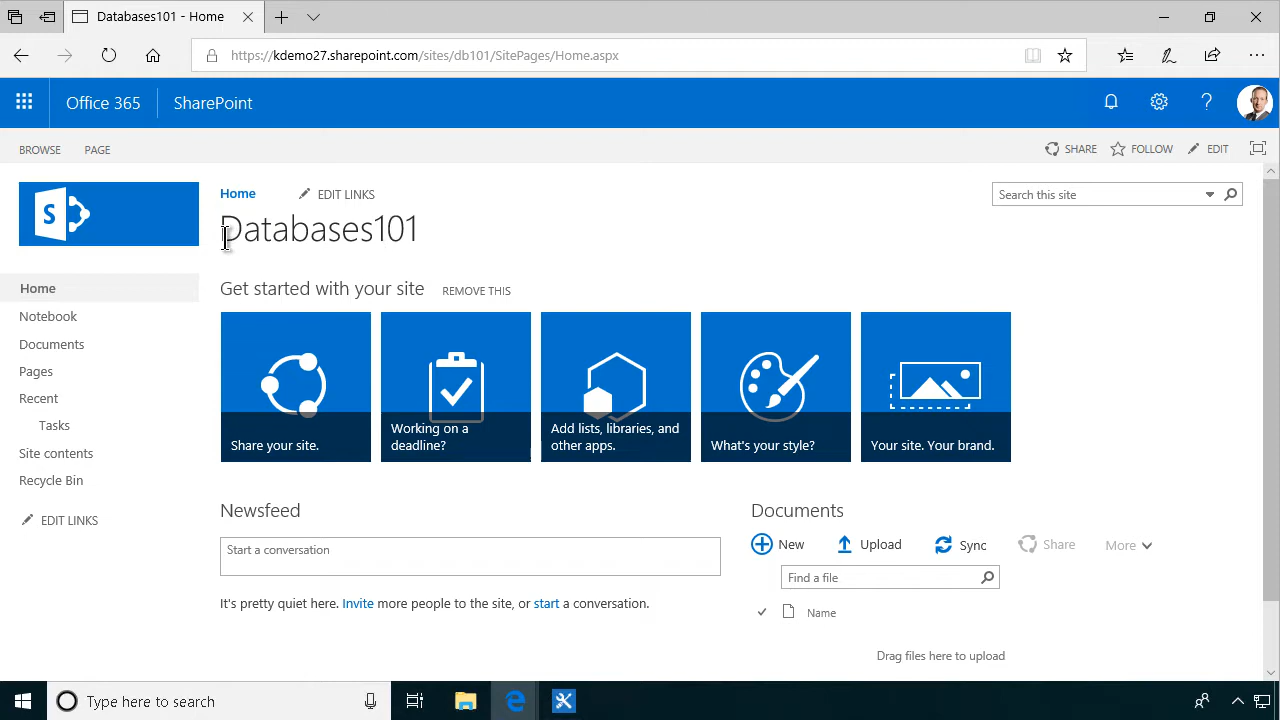 Databases101 - Home
https://kdemo27.sharepoint.com/sites/db101/SitePages/Home.aspx
Office 365
SharePoint
BROWSE
PAGE
SHARE
FOLLOW
EDIT
S
Home
EDIT LINKS
Search this site
Databases101
Home
Notebook
Documents
Pages
Recent
Tasks
Site contents
Recycle Bin
EDIT LINKS
Get started with your site
REMOVE THIS
Share your site.
Working on a
deadline?
Add lists, libraries, and
other apps.
What's your style?
Your site. Your brand.
Newsfeed
Start a conversation
It's pretty quiet here. Invite more people to the site, or start a conversation.
Documents
New
Upload
Sync
Share
More
Find a file
Name
Drag files here to upload
Type here to search